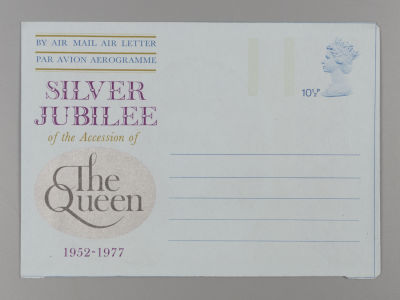 BY AIR MAIL AIR LETTER
PAR AVION AEROGRAMME
SILVER
JUBILEE
of the Accession of
The
Queen
1952-1977
10½P